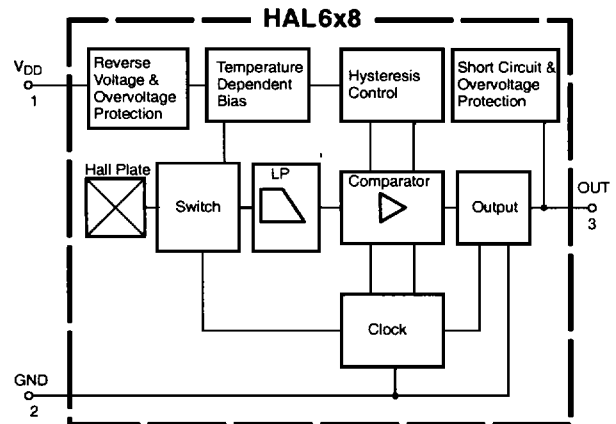 HAL6x8
VDD
1
Reverse
Voltage &
Overvoltage
Protection
Temperature
Dependent
Bias
Hysteresis
Control
Short Circuit &
Overvoltage
Protection
Hall Plate
Switch
LP
Comparator
Output
OUT
3
Clock
GND
2